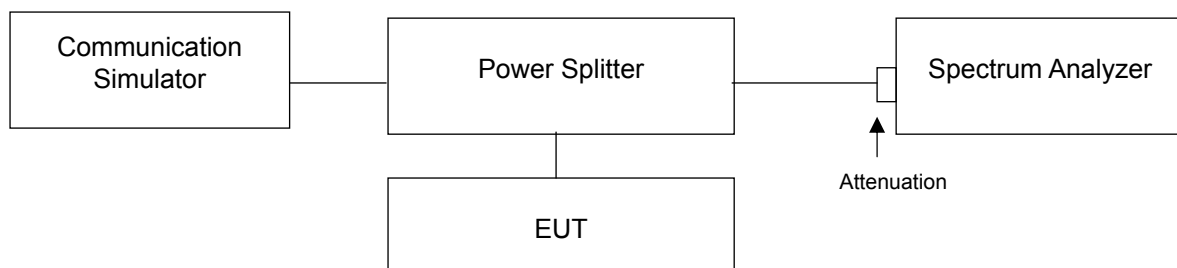 Communication
Simulator
Power Splitter
Spectrum Analyzer
Attenuation
EUT